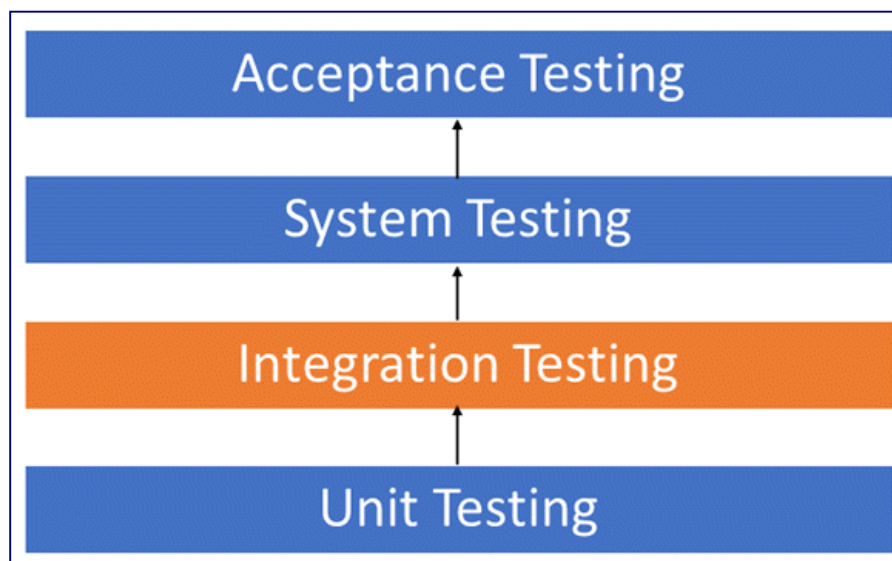 Acceptance Testing
System Testing
Integration Testing
Unit Testing